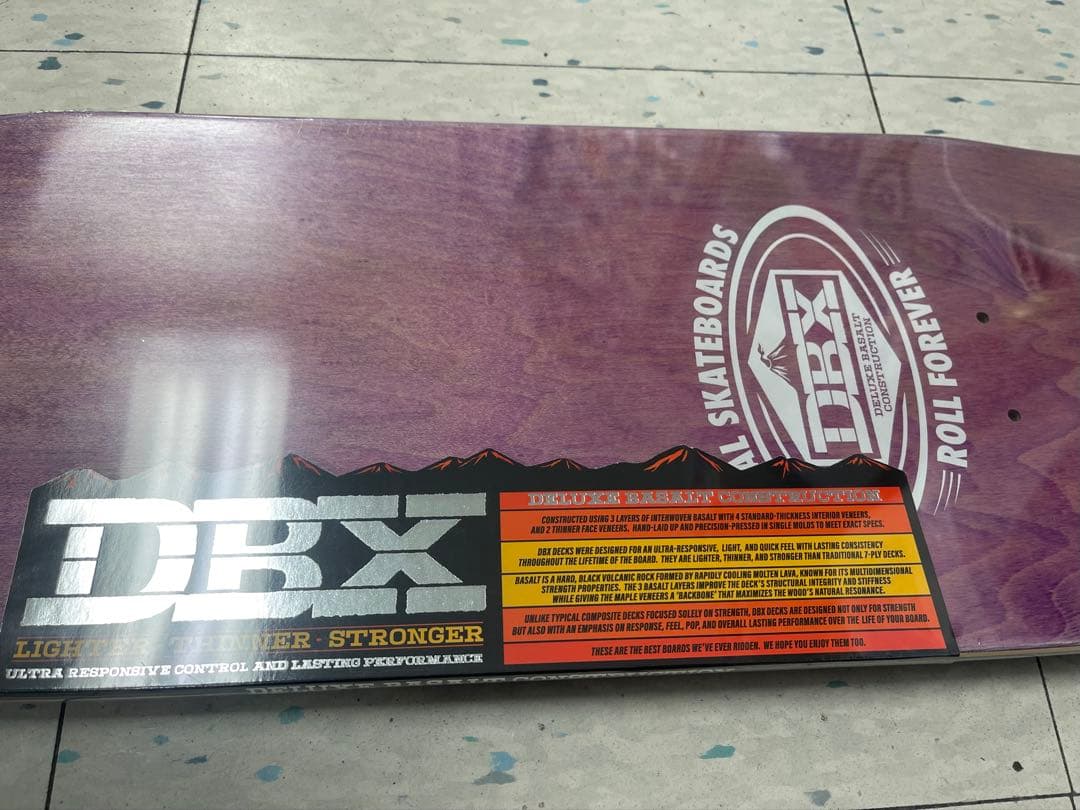 AL SKATEBOARDS
DBX
DELUXE BASALT
CONSTRUCTION
ROLL FOREVER
DBX
LIGHTER THINNER - STRONGER
ULTRA RESPONSIVE CONTROL AND LASTING PERFORMANCE
DELUXE BASALT CONSTRUCTION
CONSTRUCTED USING 3 LAYERS OF INTERWOVEN BASALT WITH 4 STANDARD-THICKNESS INTERIOR VENEERS,
AND 2 THINNER FACE VENEERS. HAND-LAID UP AND PRECISION-PRESSED IN SINGLE MOLDS TO MEET EXACT SPECS.
DBX DECKS WERE DESIGNED FOR AN ULTRA-RESPONSIVE, LIGHT, AND QUICK FEEL WITH LASTING CONSISTENCY
THROUGHOUT THE LIFETIME OF THE BOARD. THEY ARE LIGHTER, THINNER, AND STRONGER THAN TRADITIONAL 7-PLY DECKS.
BASALT IS A HARD, BLACK VOLCANIC ROCK FORMED BY RAPIDLY COOLING MOLTEN LAVA, KNOWN FOR ITS MULTIDIMENSIONAL
STRENGTH PROPERTIES. THE 3 BASALT LAYERS IMPROVE THE DECK'S STRUCTURAL INTEGRITY AND STIFFNESS
WHILE GIVING THE MAPLE VENEERS A "BACKBONE" THAT MAXIMIZES THE WOOD'S NATURAL RESONANCE.
UNLIKE TYPICAL COMPOSITE DECKS FOCUSED SOLELY ON STRENGTH, DBX DECKS ARE DESIGNED NOT ONLY FOR STRENGTH
BUT ALSO WITH AN EMPHASIS ON RESPONSE, FEEL, POP, AND OVERALL LASTING PERFORMANCE OVER THE LIFE OF YOUR BOARD.
THESE ARE THE BEST BOARDS WE'VE EVER RIDDEN. WE HOPE YOU ENJOY THEM TOO.